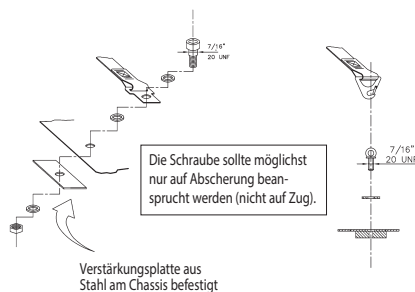 7/16"
20 UNF
Die Schraube sollte möglichst
nur auf Abscherung bean-
sprucht werden (nicht auf Zug).
7/16"
20 UNF
Verstärkungsplatte aus
Stahl am Chassis befestigt